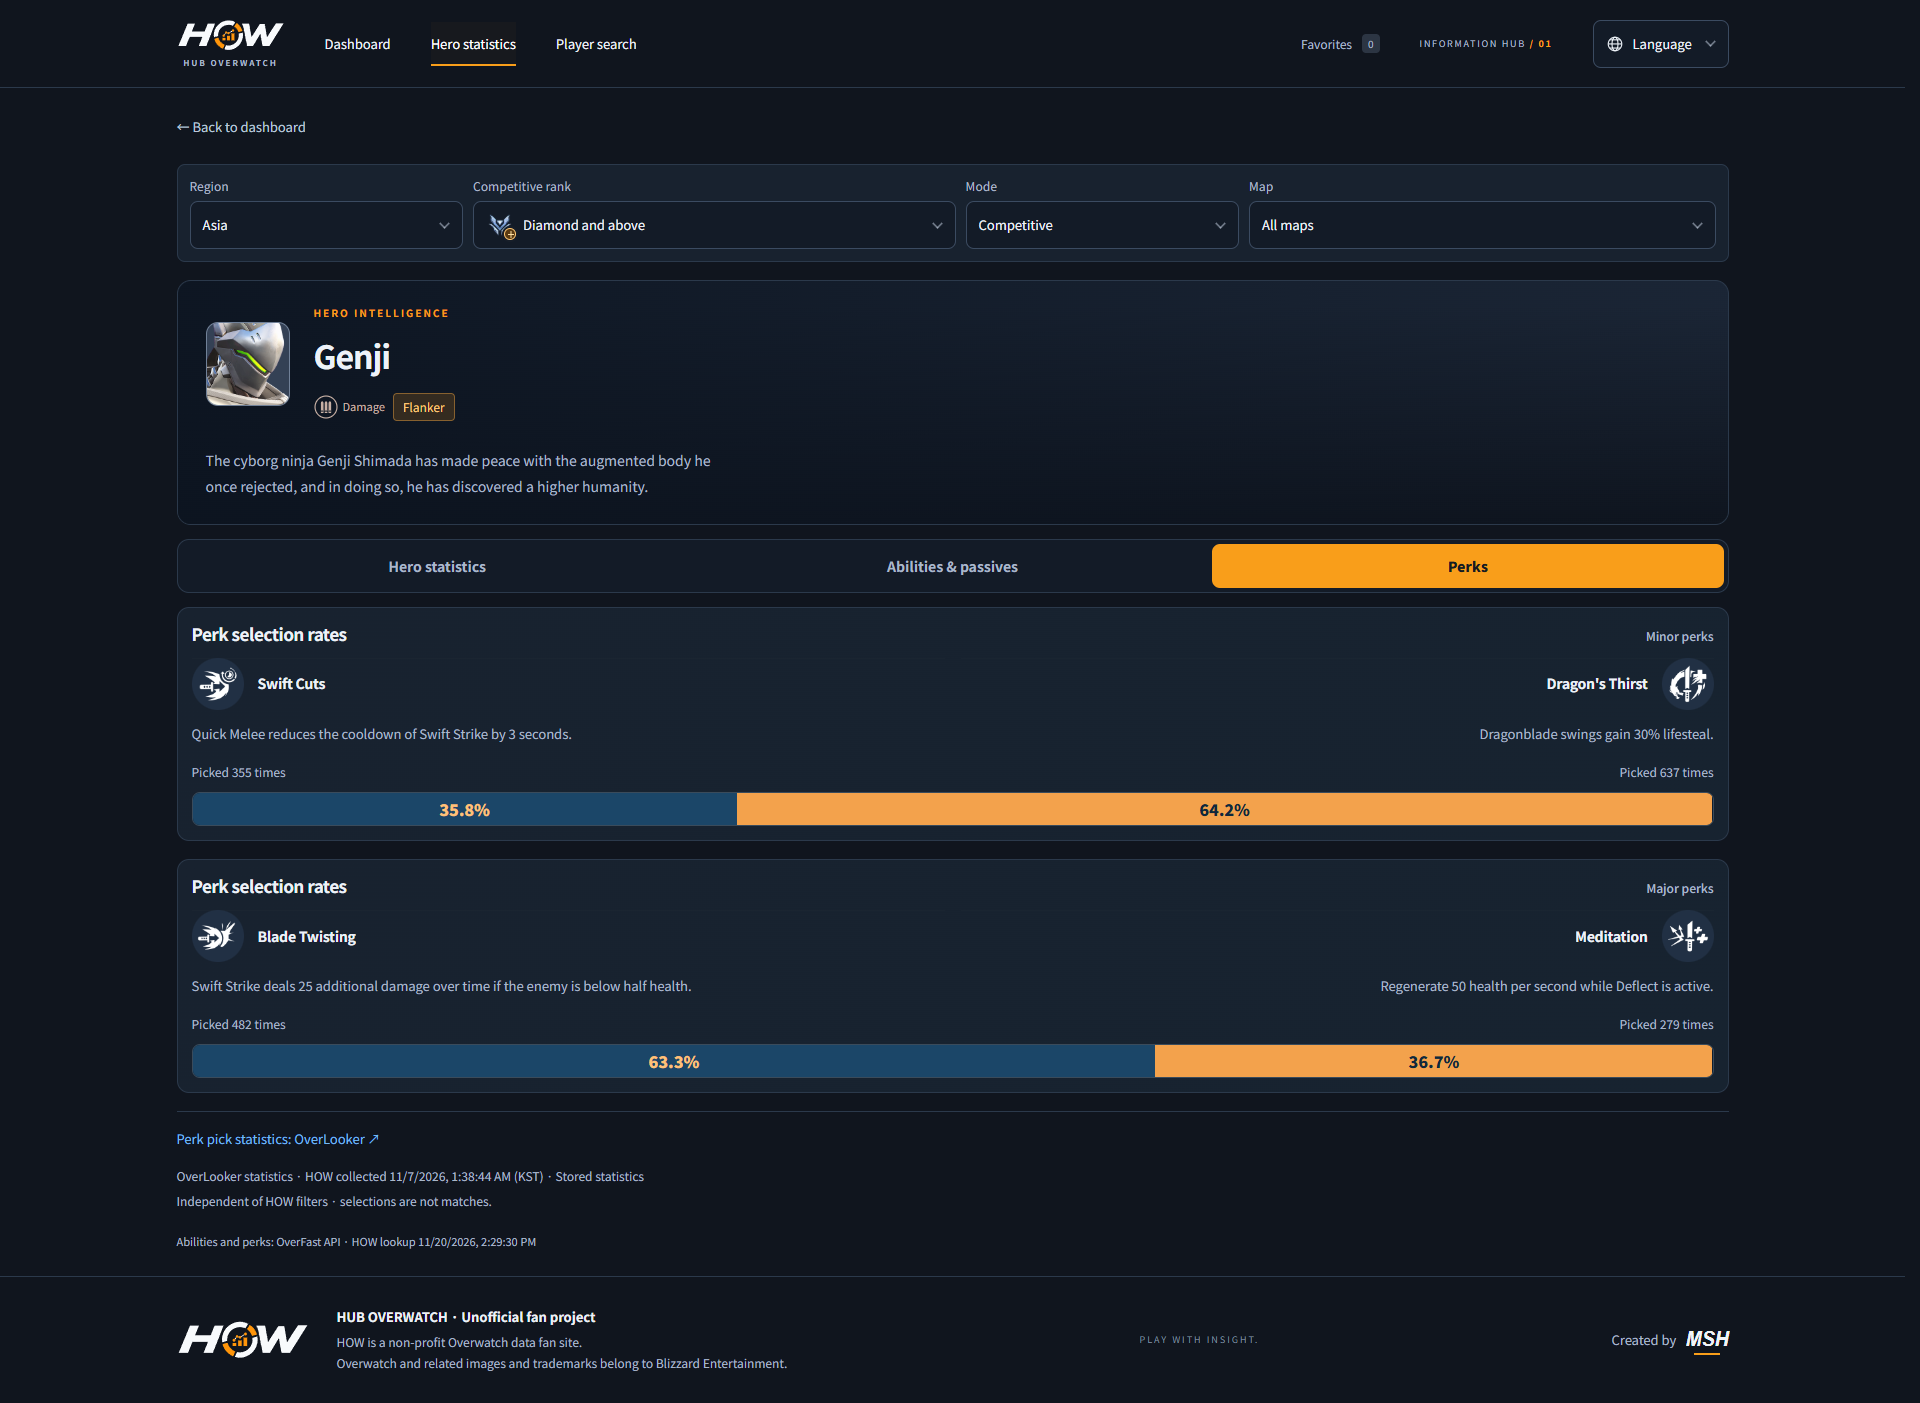 HOW
HUB OVERWATCH
Dashboard
Hero statistics
Player search
Favorites 0
INFORMATION HUB / 01
Language
← Back to dashboard
Region
Competitive rank
Mode
Map
Asia
Diamond and above
Competitive
All maps
HERO INTELLIGENCE
Genji
Damage
Flanker
The cyborg ninja Genji Shimada has made peace with the augmented body he
once rejected, and in doing so, he has discovered a higher humanity.
Hero statistics
Abilities & passives
Perks
Perk selection rates
Minor perks
Swift Cuts
Dragon's Thirst
Quick Melee reduces the cooldown of Swift Strike by 3 seconds.
Dragonblade swings gain 30% lifesteal.
Picked 355 times
Picked 637 times
35.8%
64.2%
Perk selection rates
Major perks
Blade Twisting
Meditation
Swift Strike deals 25 additional damage over time if the enemy is below half health.
Regenerate 50 health per second while Deflect is active.
Picked 482 times
Picked 279 times
63.3%
36.7%
Perk pick statistics: OverLooker ↗
OverLooker statistics · HOW collected 11/7/2026, 1:38:44 AM (KST) · Stored statistics
Independent of HOW filters · selections are not matches.
Abilities and perks: OverFast API · HOW lookup 11/20/2026, 2:29:30 PM
HOW
HUB OVERWATCH · Unofficial fan project
HOW is a non-profit Overwatch data fan site.
Overwatch and related images and trademarks belong to Blizzard Entertainment.
PLAY WITH INSIGHT.
Created by MSH